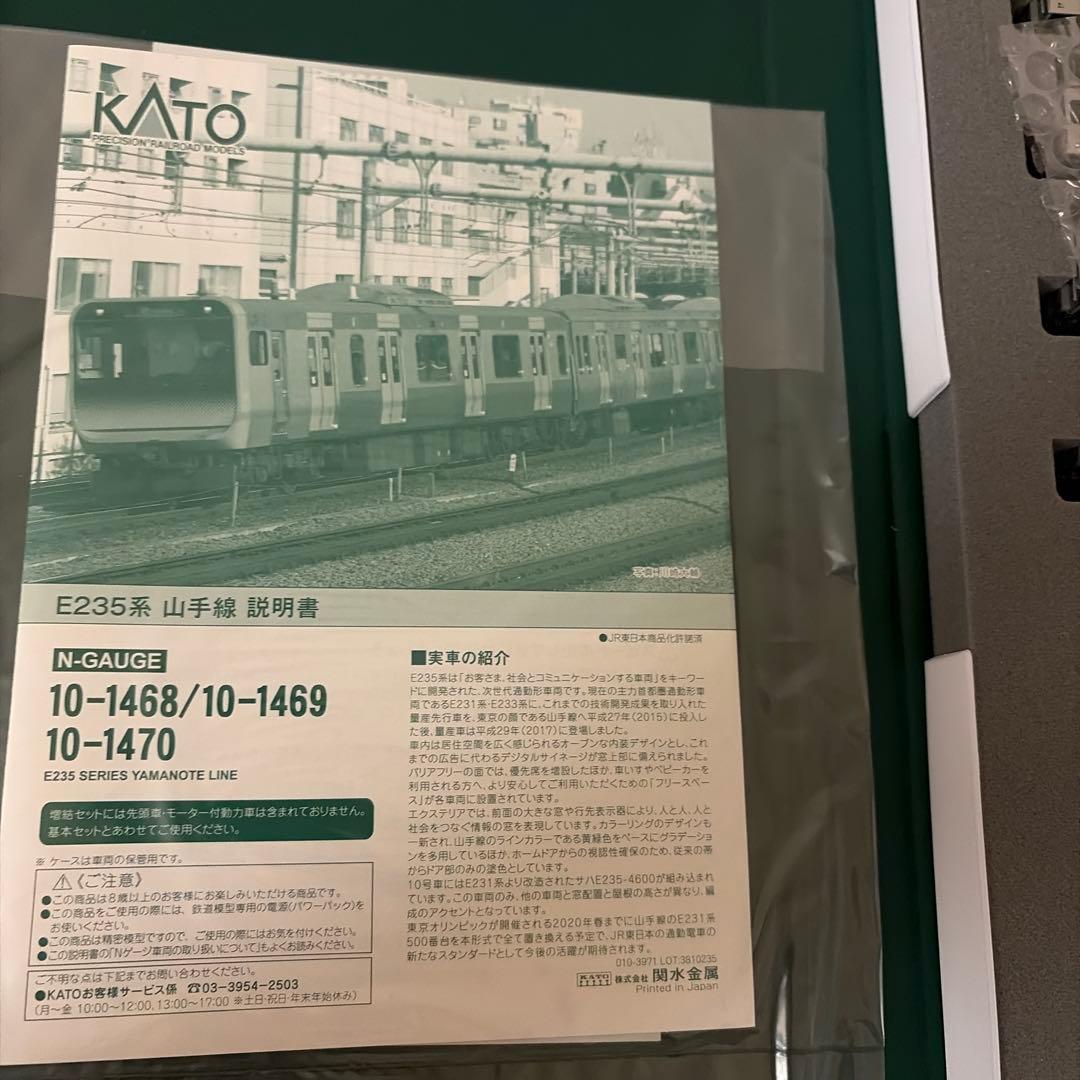 KATO
PRECISION RAILROAD MODELS
写真:川崎大輔
E235系 山手線 説明書
●JR東日本商品化許諾済
N-GAUGE
10-1468/10-1469
10-1470
E235 SERIES YAMANOTE LINE
増結セットには先頭車・モーター付動力車は含まれておりません。
基本セットとあわせてご使用ください。
※ ケースは車両の保管用です。
⚠《ご注意》
●この商品は8歳以上のお客様にお楽しみいただける商品です。
●この商品をご使用の際には、鉄道模型専用の電源(パワーパック)を
お使いください。
●この商品は精密模型ですので、ご使用の際にはお気を付けください。
●この説明書の「Nゲージ車両の取り扱いについて」もよくお読みください。
ご不明な点は下記までお問い合わせください。
●KATOお客様サービス係 ☎03-3954-2503
(月〜金 10:00〜12:00、13:00〜17:00 ※土日・祝日・年末年始休み)
■実車の紹介
E235系は「お客さま、社会とコミュニケーションする車両」をキーワー
ドに開発された、次世代通勤形車両です。現在の主力首都圏通勤形車
両であるE231系・E233系に、これまでの技術開発成果を取り入れた
量産先行車を、東京の顔である山手線へ平成27年(2015)に投入し
た後、量産車は平成29年(2017)に登場しました。
車内は居住空間を広く感じられるオープンな内装デザインとし、これ
までの広告に代わるデジタルサイネージが窓上部に備えられました。
バリアフリーの面では、優先席を増設したほか、車いすやベビーカーを
利用される方へ、より安心してご利用いただくための「フリースペー
ス」が各車両に設置されています。
エクステリアでは、前面の大きな窓や行先表示器により、人と人、人と
社会をつなぐ情報の窓を表現しています。カラーリングのデザインも
一新され、山手線のラインカラーである黄緑色をベースにグラデーショ
ンを多用しているほか、ホームドアからの視認性確保のため、従来の帯
からドア部のみの塗色としています。
10号車にはE231系より改造されたサハE235-4600が組み込まれ
ています。この車両のみ、他の車両と窓配置と屋根の高さが異なり、編
成のアクセントとなっています。
東京オリンピックが開催される2020年春までに山手線のE231系
500番台を本形式で全て置き換える予定で、JR東日本の通勤電車の
新たなスタンダードとして今後の活躍が期待されます。
010-3971 LOT:3810235
KATO 株式会社 関水金属
Printed in Japan